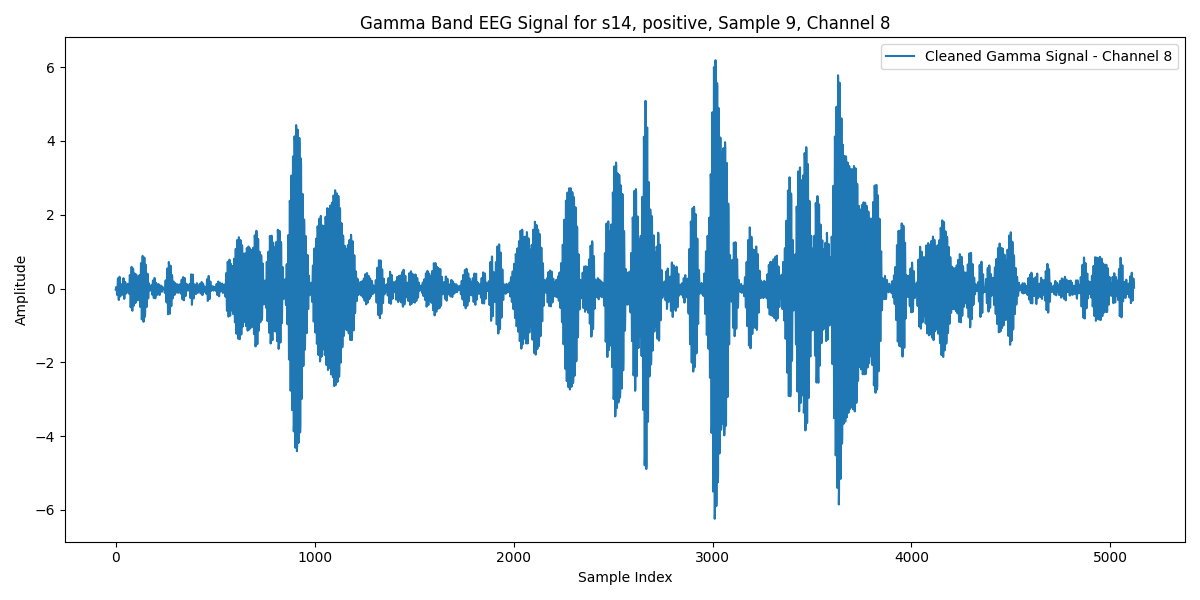 Gamma Band EEG Signal for s14, positive, Sample 9, Channel 8
Cleaned Gamma Signal - Channel 8
6
4
2
0
−2
−4
−6
Amplitude
0 1000 2000 3000 4000 5000
Sample Index